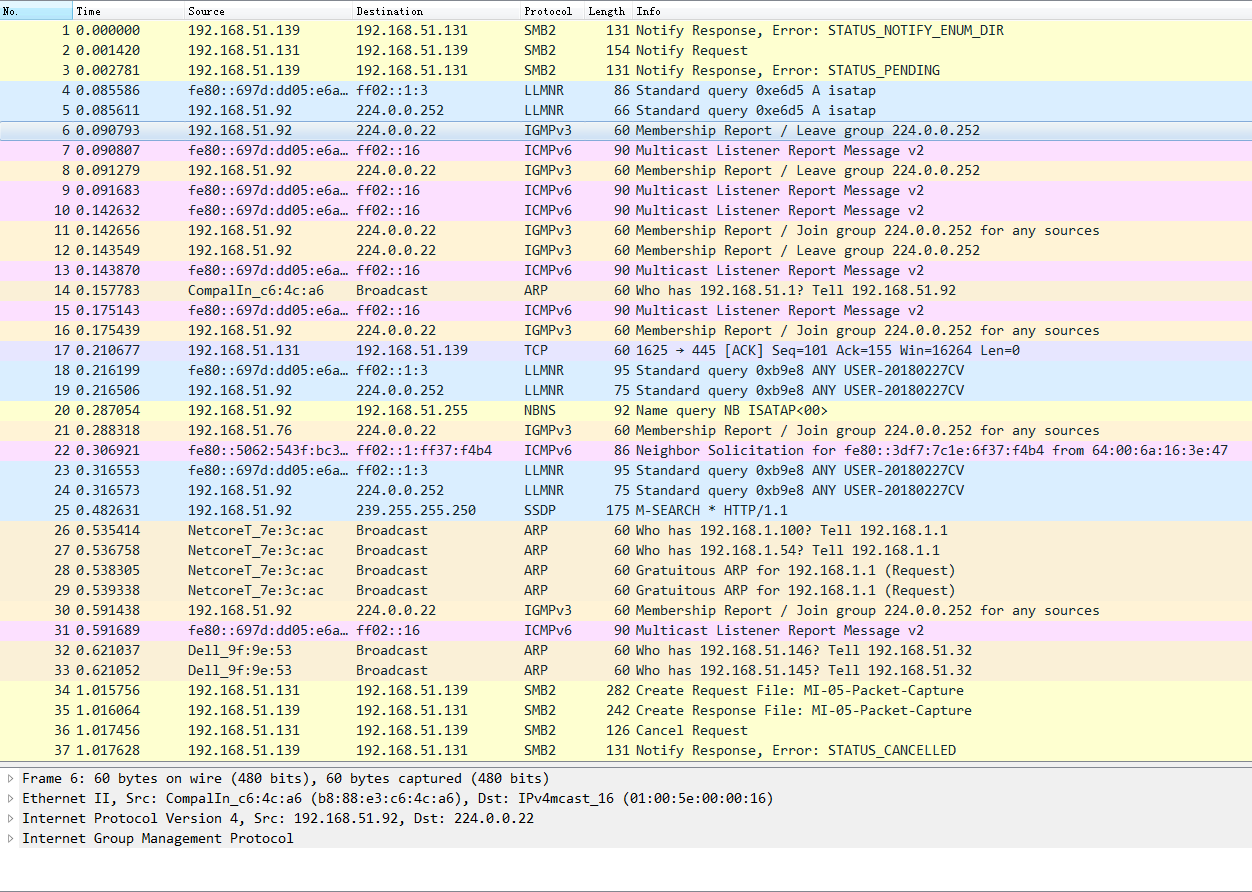 No. Time Source Destination Protocol Length Info
1 0.000000 192.168.51.139 192.168.51.131 SMB2 131 Notify Response, Error: STATUS_NOTIFY_ENUM_DIR
2 0.001420 192.168.51.131 192.168.51.139 SMB2 154 Notify Request
3 0.002781 192.168.51.139 192.168.51.131 SMB2 131 Notify Response, Error: STATUS_PENDING
4 0.085586 fe80::697d:dd05:e6a… ff02::1:3 LLMNR 86 Standard query 0xe6d5 A isatap
5 0.085611 192.168.51.92 224.0.0.252 LLMNR 66 Standard query 0xe6d5 A isatap
6 0.090793 192.168.51.92 224.0.0.22 IGMPv3 60 Membership Report / Leave group 224.0.0.252
7 0.090807 fe80::697d:dd05:e6a… ff02::16 ICMPv6 90 Multicast Listener Report Message v2
8 0.091279 192.168.51.92 224.0.0.22 IGMPv3 60 Membership Report / Leave group 224.0.0.252
9 0.091683 fe80::697d:dd05:e6a… ff02::16 ICMPv6 90 Multicast Listener Report Message v2
10 0.142632 fe80::697d:dd05:e6a… ff02::16 ICMPv6 90 Multicast Listener Report Message v2
11 0.142656 192.168.51.92 224.0.0.22 IGMPv3 60 Membership Report / Join group 224.0.0.252 for any sources
12 0.143549 192.168.51.92 224.0.0.22 IGMPv3 60 Membership Report / Leave group 224.0.0.252
13 0.143870 fe80::697d:dd05:e6a… ff02::16 ICMPv6 90 Multicast Listener Report Message v2
14 0.157783 CompalIn_c6:4c:a6 Broadcast ARP 60 Who has 192.168.51.1? Tell 192.168.51.92
15 0.175143 fe80::697d:dd05:e6a… ff02::16 ICMPv6 90 Multicast Listener Report Message v2
16 0.175439 192.168.51.92 224.0.0.22 IGMPv3 60 Membership Report / Join group 224.0.0.252 for any sources
17 0.210677 192.168.51.131 192.168.51.139 TCP 60 1625 → 445 [ACK] Seq=101 Ack=155 Win=16264 Len=0
18 0.216199 fe80::697d:dd05:e6a… ff02::1:3 LLMNR 95 Standard query 0xb9e8 ANY USER-20180227CV
19 0.216506 192.168.51.92 224.0.0.252 LLMNR 75 Standard query 0xb9e8 ANY USER-20180227CV
20 0.287054 192.168.51.92 192.168.51.255 NBNS 92 Name query NB ISATAP<00>
21 0.288318 192.168.51.76 224.0.0.22 IGMPv3 60 Membership Report / Join group 224.0.0.252 for any sources
22 0.306921 fe80::5062:543f:bc3… ff02::1:ff37:f4b4 ICMPv6 86 Neighbor Solicitation for fe80::3df7:7c1e:6f37:f4b4 from 64:00:6a:16:3e:47
23 0.316553 fe80::697d:dd05:e6a… ff02::1:3 LLMNR 95 Standard query 0xb9e8 ANY USER-20180227CV
24 0.316573 192.168.51.92 224.0.0.252 LLMNR 75 Standard query 0xb9e8 ANY USER-20180227CV
25 0.482631 192.168.51.92 239.255.255.250 SSDP 175 M-SEARCH * HTTP/1.1
26 0.535414 NetcoreT_7e:3c:ac Broadcast ARP 60 Who has 192.168.1.100? Tell 192.168.1.1
27 0.536758 NetcoreT_7e:3c:ac Broadcast ARP 60 Who has 192.168.1.54? Tell 192.168.1.1
28 0.538305 NetcoreT_7e:3c:ac Broadcast ARP 60 Gratuitous ARP for 192.168.1.1 (Request)
29 0.539338 NetcoreT_7e:3c:ac Broadcast ARP 60 Gratuitous ARP for 192.168.1.1 (Request)
30 0.591438 192.168.51.92 224.0.0.22 IGMPv3 60 Membership Report / Join group 224.0.0.252 for any sources
31 0.591689 fe80::697d:dd05:e6a… ff02::16 ICMPv6 90 Multicast Listener Report Message v2
32 0.621037 Dell_9f:9e:53 Broadcast ARP 60 Who has 192.168.51.146? Tell 192.168.51.32
33 0.621052 Dell_9f:9e:53 Broadcast ARP 60 Who has 192.168.51.145? Tell 192.168.51.32
34 1.015756 192.168.51.131 192.168.51.139 SMB2 282 Create Request File: MI-05-Packet-Capture
35 1.016064 192.168.51.139 192.168.51.131 SMB2 242 Create Response File: MI-05-Packet-Capture
36 1.017456 192.168.51.131 192.168.51.139 SMB2 126 Cancel Request
37 1.017628 192.168.51.139 192.168.51.131 SMB2 131 Notify Response, Error: STATUS_CANCELLED
Frame 6: 60 bytes on wire (480 bits), 60 bytes captured (480 bits)
Ethernet II, Src: CompalIn_c6:4c:a6 (b8:88:e3:c6:4c:a6), Dst: IPv4mcast_16 (01:00:5e:00:00:16)
Internet Protocol Version 4, Src: 192.168.51.92, Dst: 224.0.0.22
Internet Group Management Protocol